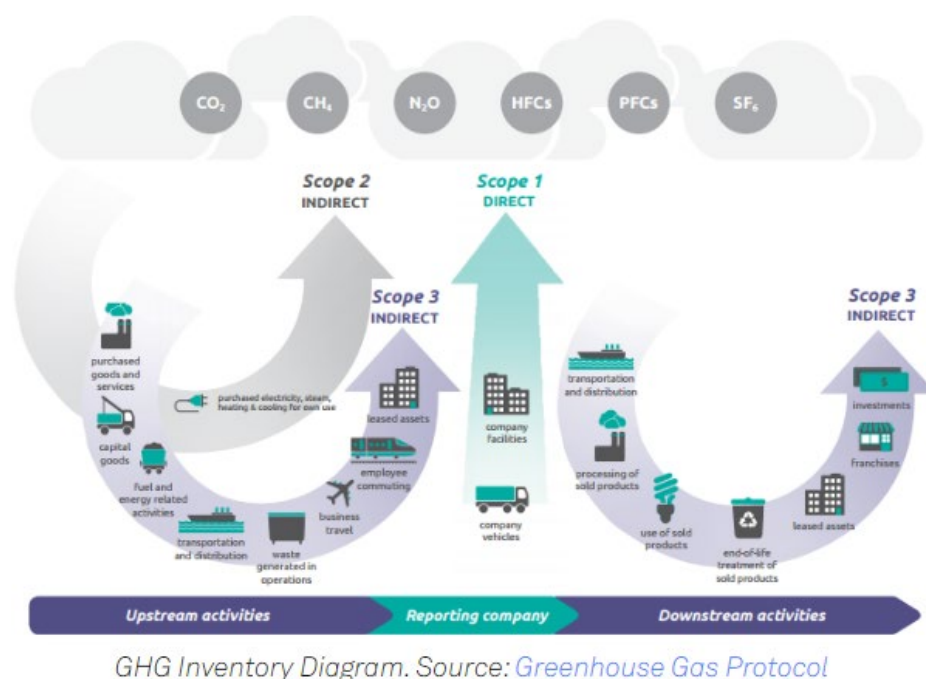 CO₂
CH₄
N₂O
HFCs
PFCs
SF₆
Scope 2
INDIRECT
Scope 1
DIRECT
Scope 3
INDIRECT
Scope 3
INDIRECT
purchased
goods and
services
capital
goods
fuel and
energy related
activities
transportation
and distribution
waste
generated in
operations
business
travel
employee
commuting
leased assets
purchased electricity, steam,
heating & cooling for own use
company
facilities
company
vehicles
transportation
and distribution
processing of
sold products
use of sold
products
end-of-life
treatment of
sold products
leased assets
franchises
investments
$
Upstream activities
Reporting company
Downstream activities
GHG Inventory Diagram. Source: Greenhouse Gas Protocol